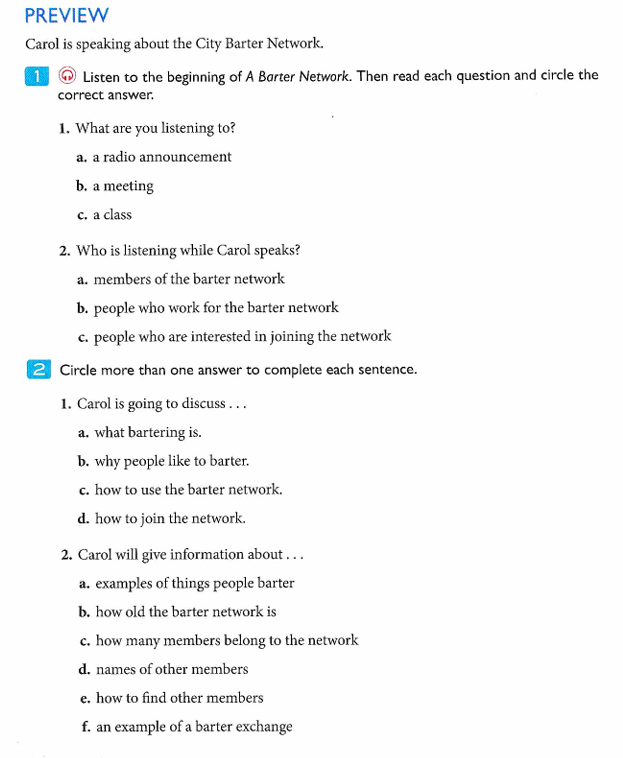 PREVIEW
Carol is speaking about the City Barter Network.
1 Listen to the beginning of A Barter Network. Then read each question and circle the
correct answer.
1. What are you listening to?
a. a radio announcement
b. a meeting
c. a class
2. Who is listening while Carol speaks?
a. members of the barter network
b. people who work for the barter network
c. people who are interested in joining the network
2 Circle more than one answer to complete each sentence.
1. Carol is going to discuss . . .
a. what bartering is.
b. why people like to barter.
c. how to use the barter network.
d. how to join the network.
2. Carol will give information about . . .
a. examples of things people barter
b. how old the barter network is
c. how many members belong to the network
d. names of other members
e. how to find other members
f. an example of a barter exchange